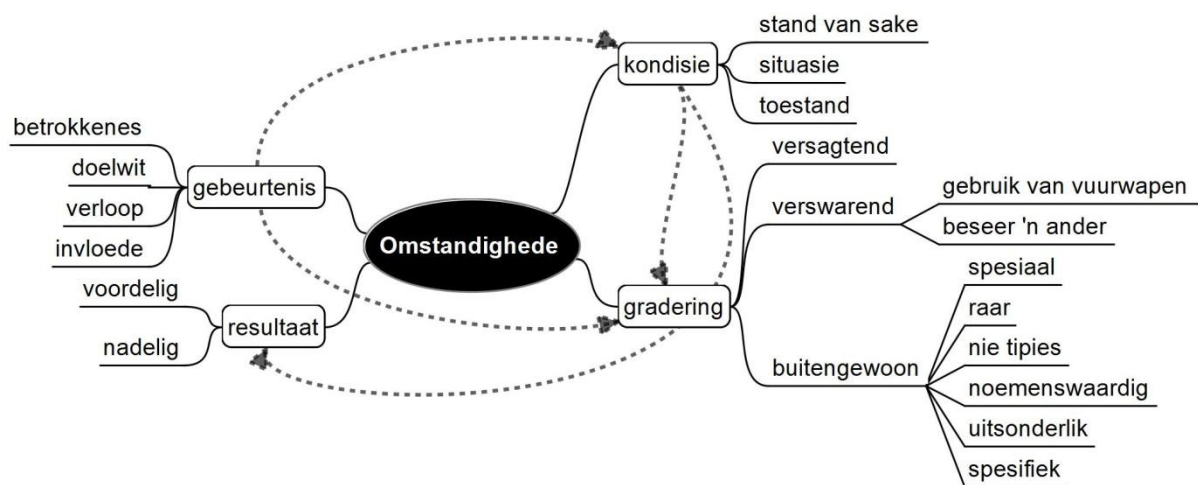 Omstandighede
gebeurtenis
betrokkenes
doelwit
verloop
invloede
resultaat
voordelig
nadelig
kondisie
stand van sake
situasie
toestand
gradering
versagtend
verswarend
gebruik van vuurwapen
beseer 'n ander
buitengewoon
spesiaal
raar
nie tipies
noemenswaardig
uitsonderlik
spesifiek